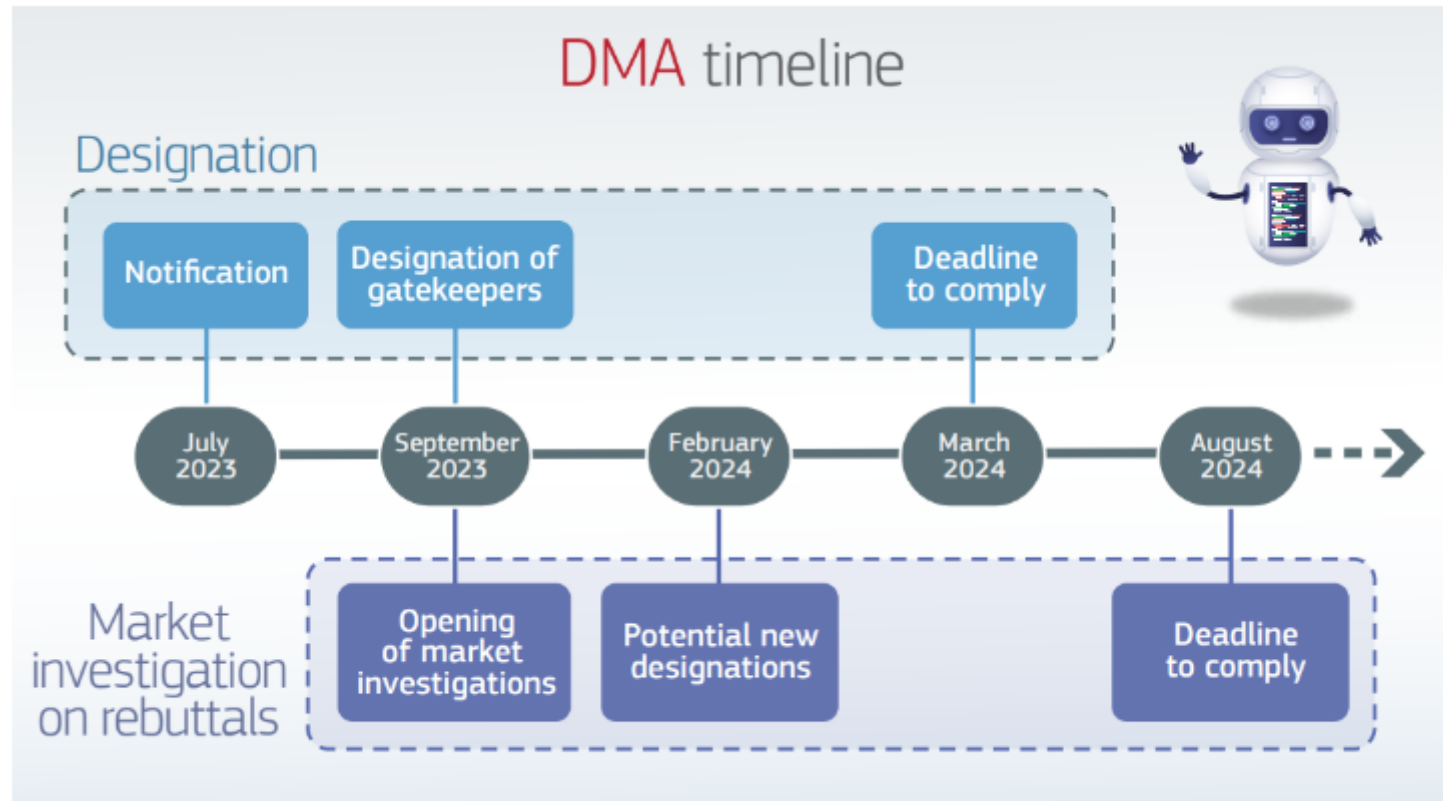 DMA timeline
Designation
Notification
Designation of
gatekeepers
Deadline
to comply
July
2023
September
2023
February
2024
March
2024
August
2024
Market
investigation
on rebuttals
Opening
of market
investigations
Potential new
designations
Deadline
to comply